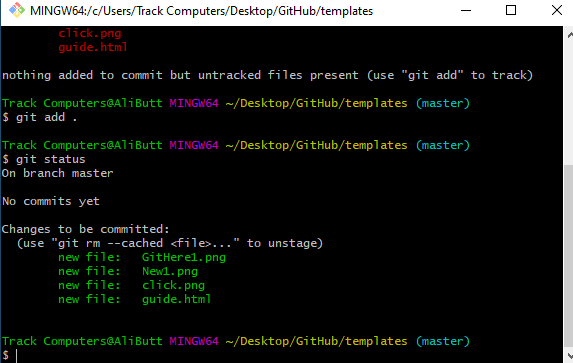 MINGW64:/c/Users/Track Computers/Desktop/GitHub/templates
click.png
guide.html
nothing added to commit but untracked files present (use "git add" to track)
Track Computers@AliButt MINGW64 ~/Desktop/GitHub/templates (master)
$ git add .
Track Computers@AliButt MINGW64 ~/Desktop/GitHub/templates (master)
$ git status
On branch master
No commits yet
Changes to be committed:
(use "git rm --cached <file>..." to unstage)
new file: GitHere1.png
new file: New1.png
new file: click.png
new file: guide.html
Track Computers@AliButt MINGW64 ~/Desktop/GitHub/templates (master)
$